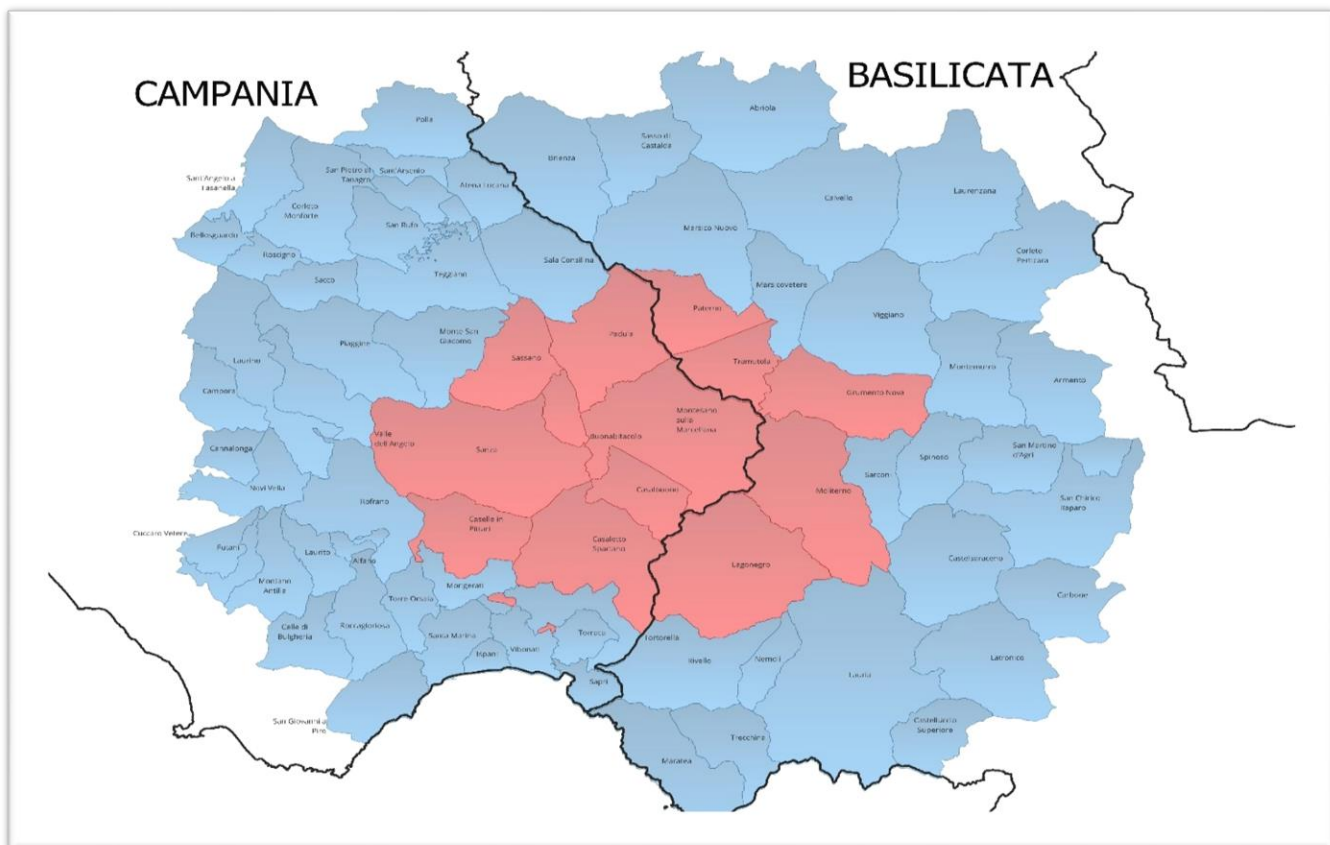 CAMPANIA
BASILICATA
Polla
Abriola
Sasso di
Castalda
Brienza
San Pietro al
Tanagro
Sant'Arsenio
Sant'Angelo a
Fasanella
Atena Lucana
Laurenzana
Calvello
Corleto
Monforte
San Rufo
Marsico Nuovo
Bellosguardo
Corleto
Perticara
Roscigno
Sala Consilina
Teggiano
Sacco
Mars covetere
Paterno
Viggiano
Monte San
Giacomo
Padula
Piaggine
Sassano
Laurino
Tramutola
Montemurro
Armento
Campora
Grumento Nova
Montesano
sulla
Marcellana
Valle
dell'Angelo
Buonabitacolo
Cannalonga
Sanza
San Martino
d'Agri
Sarcon
Spinoso
Novi Velia
Rofrano
Casalbuono
Moliterno
San Chirico
Raparo
Caselle in
Pittari
Cuccaro Vetere
Casaletto
Spartano
Futani
Laurito
Alfano
Castelsaraceno
Lagonegro
Montano
Antilia
Morigerati
Torre Orsaia
Carbone
Celle di
Bulgheria
Roccagloriosa
Santa Marina
Torraca
Tortorella
Ispani
Vibonati
Rivello
Nemoli
Latronico
Lauria
Sapri
San Giovanni a
Piro
Castelluccio
Superiore
Trecchina
Maratea